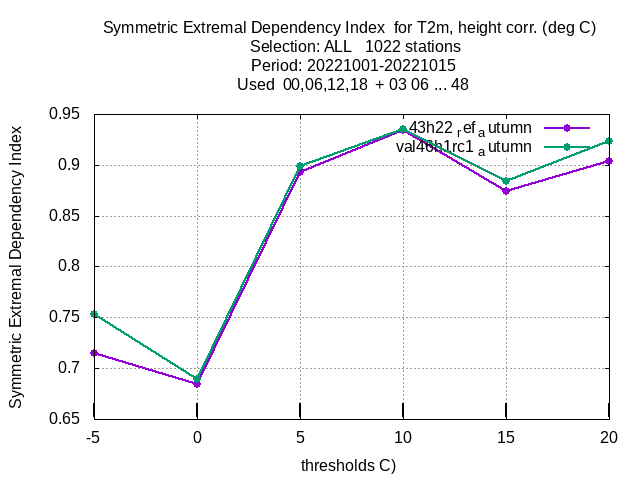 Symmetric Extremal Dependency Index for T2m, height corr. (deg C)
Selection: ALL 1022 stations
Period: 20221001-20221015
Used 00,06,12,18 + 03 06 ... 48
Symmetric Extremal Dependency Index
0.95
0.9
0.85
0.8
0.75
0.7
0.65
43h22 ref autumn
val46h1rc1 autumn
-5 0 5 10 15 20
thresholds C)